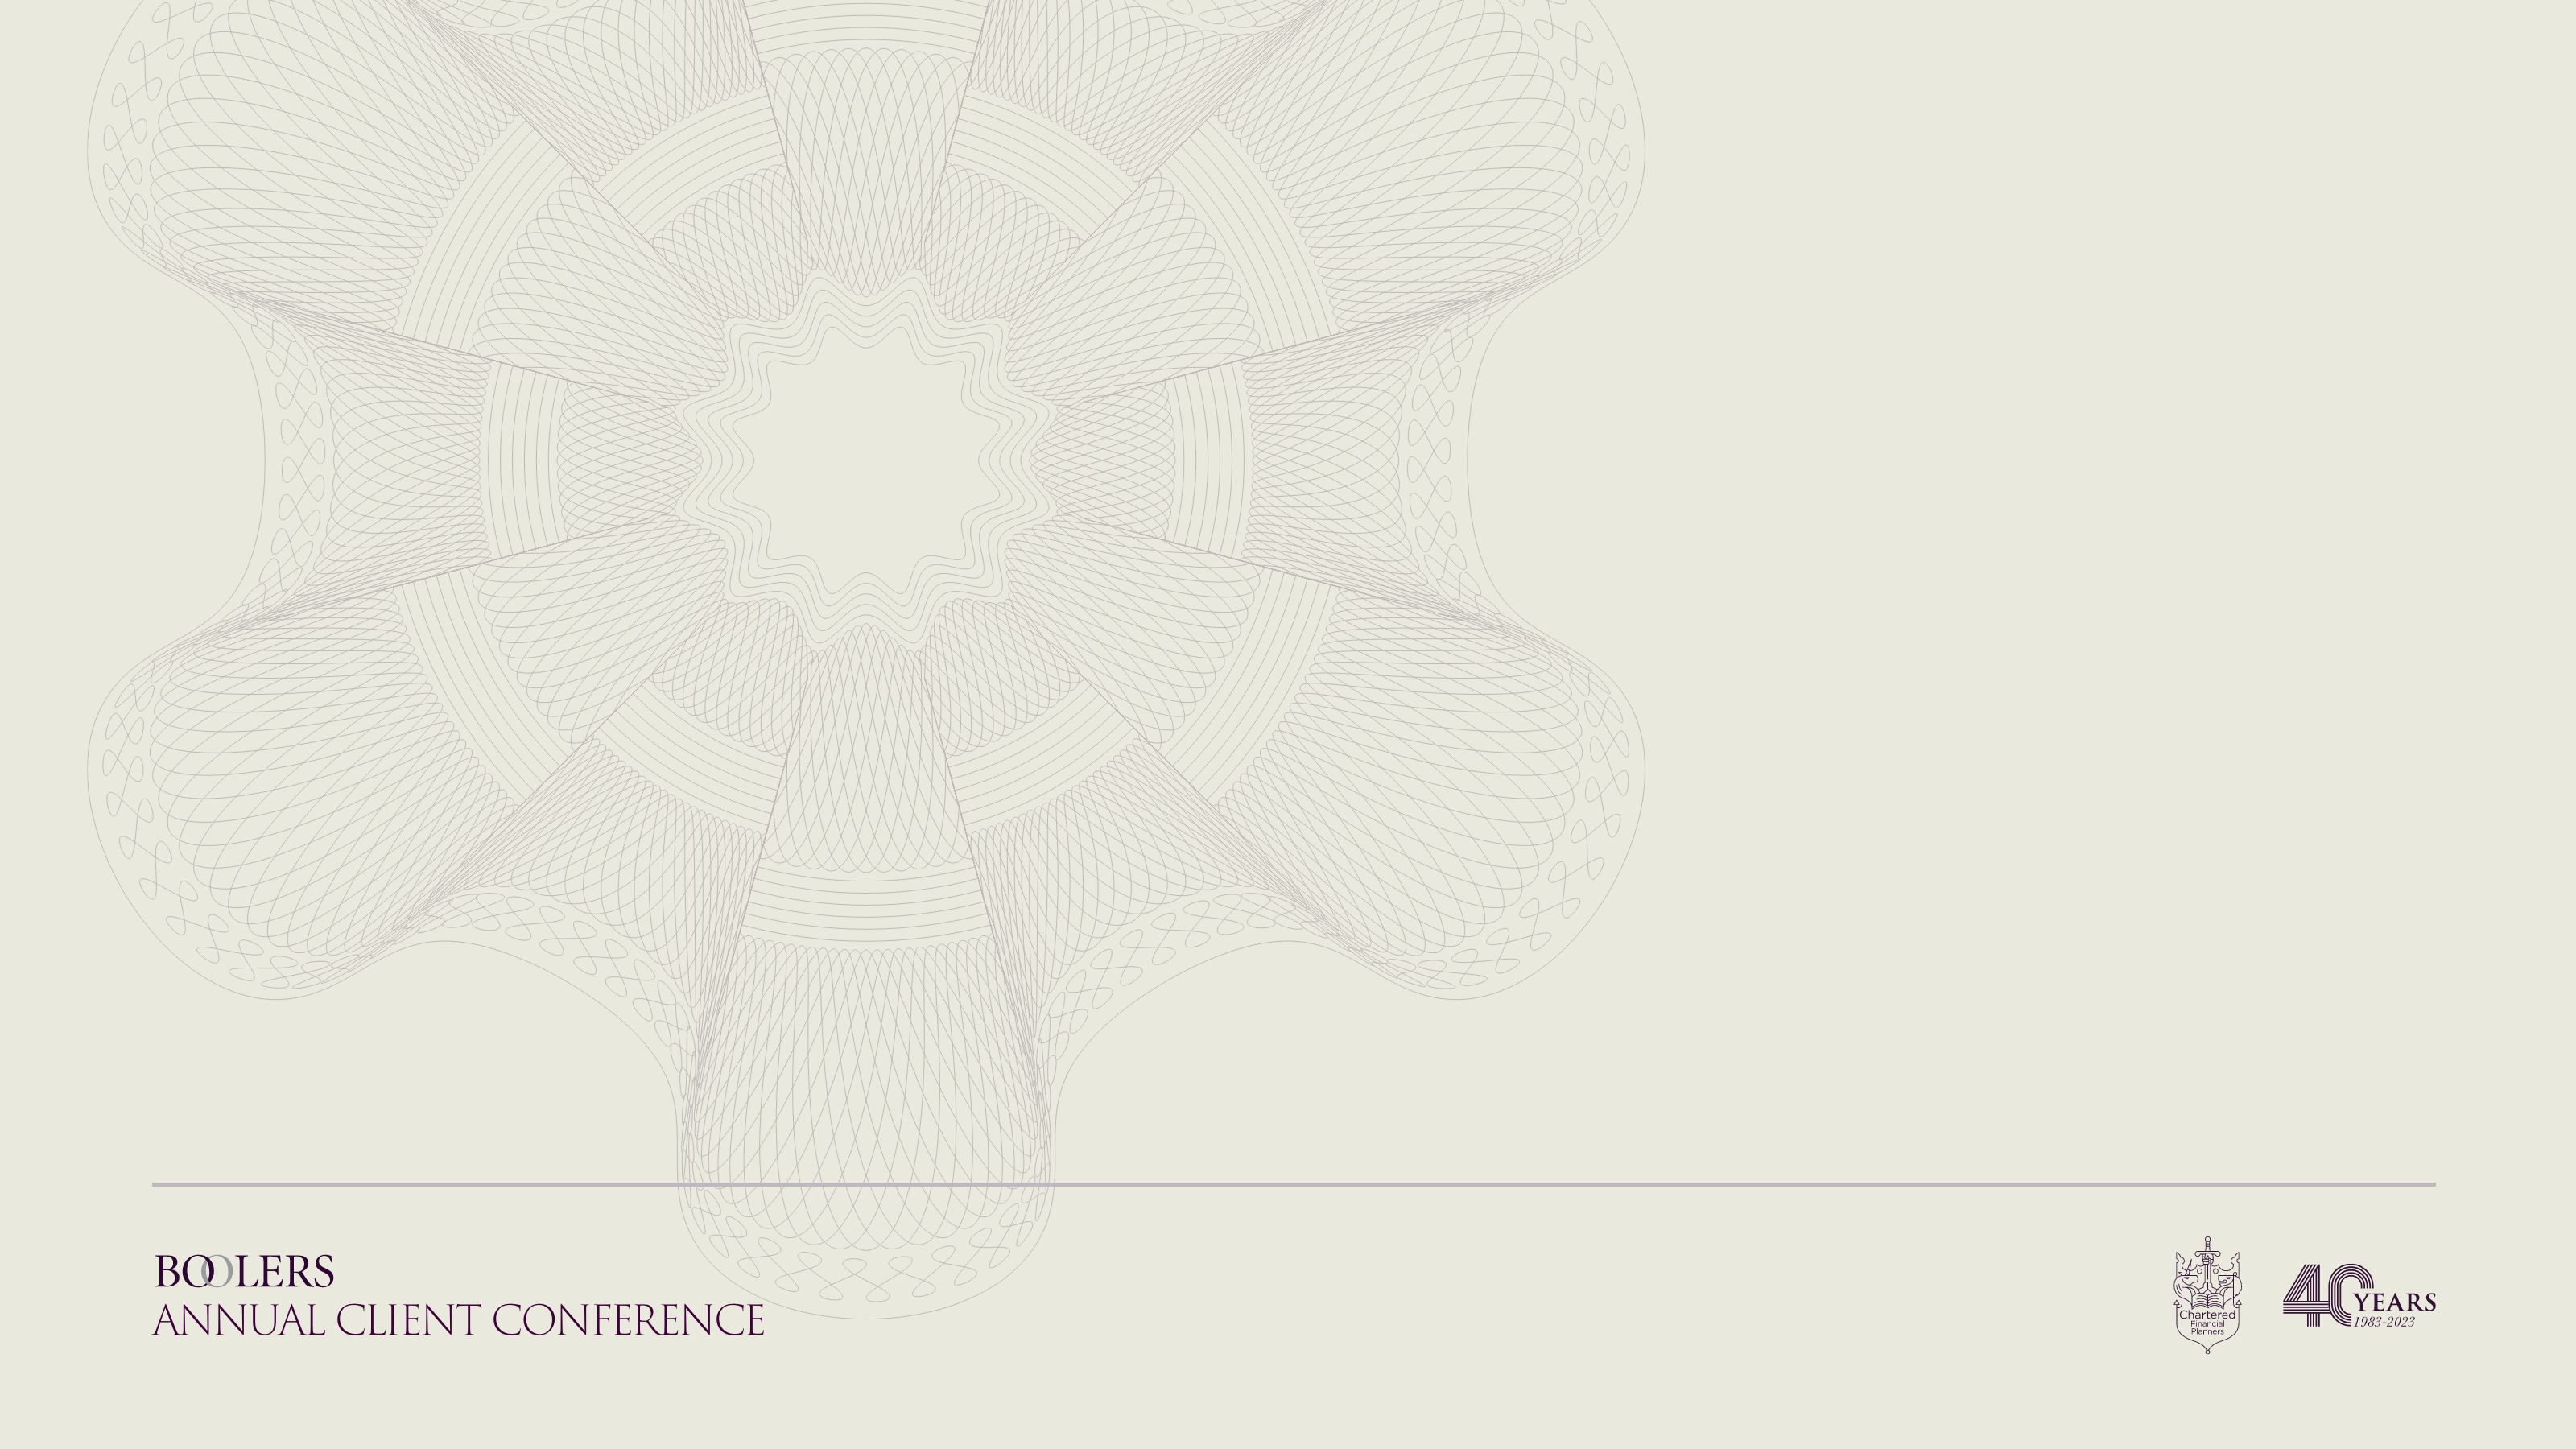 BOOLERS
ANNUAL CLIENT CONFERENCE
Chartered
Financial
Planners
40 YEARS
1983-2023